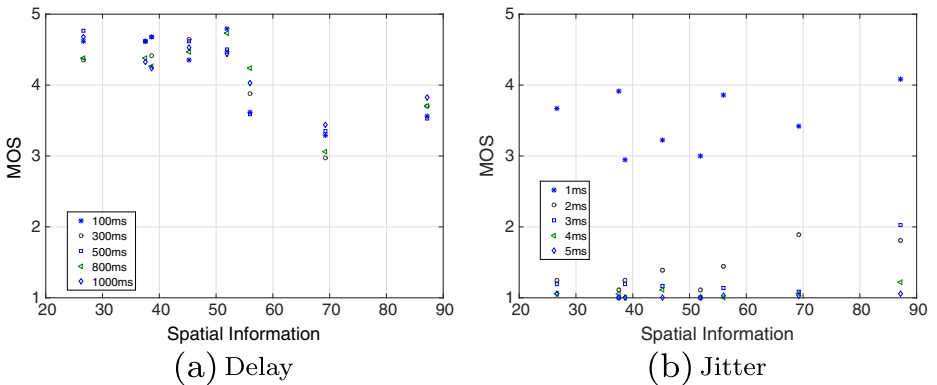 MOS
5
4
3
2
1
100ms
300ms
500ms
800ms
1000ms
20 30 40 50 60 70 80 90
Spatial Information
(a) Delay
MOS
5
4
3
2
1
1ms
2ms
3ms
4ms
5ms
20 30 40 50 60 70 80 90
Spatial Information
(b) Jitter